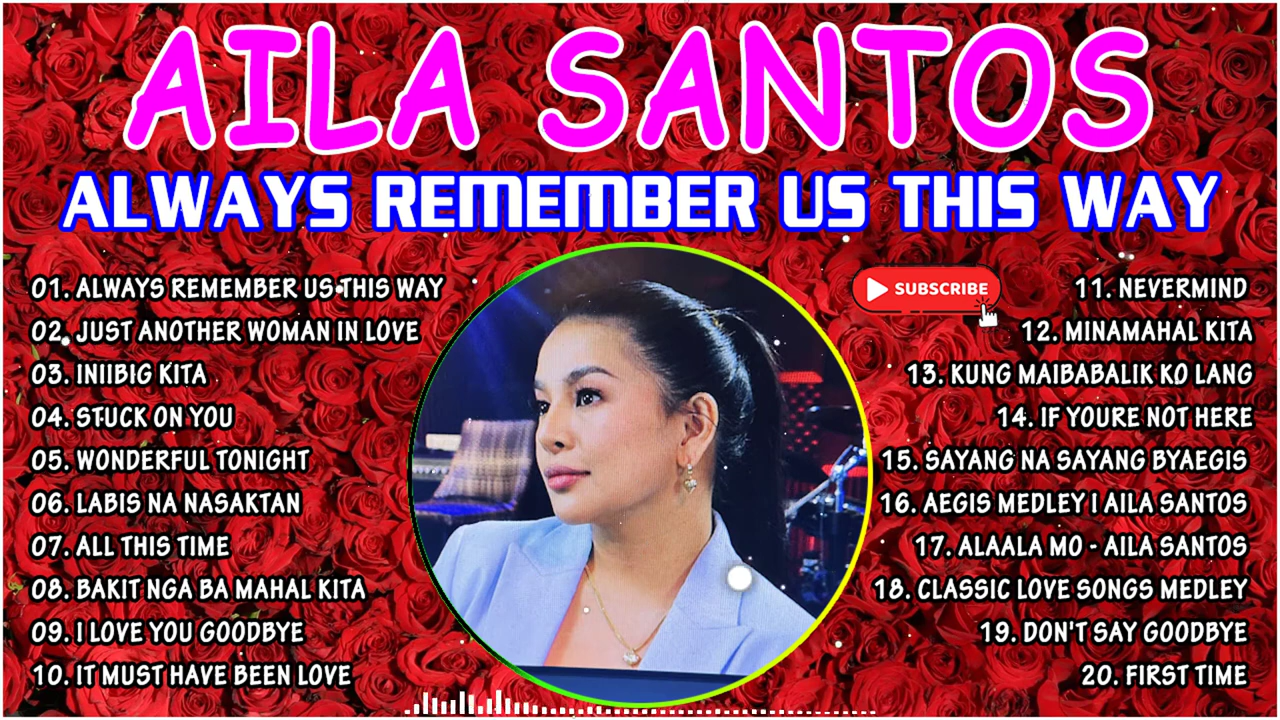 AILA SANTOS
ALWAYS REMEMBER US THIS WAY
01. ALWAYS REMEMBER US THIS WAY
02. JUST ANOTHER WOMAN IN LOVE
03. INIIBIG KITA
04. STUCK ON YOU
05. WONDERFUL TONIGHT
06. LABIS NA NASAKTAN
07. ALL THIS TIME
08. BAKIT NGA BA MAHAL KITA
09. I LOVE YOU GOODBYE
10. IT MUST HAVE BEEN LOVE
SUBSCRIBE
11. NEVERMIND
12. MINAMAHAL KITA
13. KUNG MAIBABALIK KO LANG
14. IF YOURE NOT HERE
15. SAYANG NA SAYANG BYAEGIS
16. AEGIS MEDLEY I AILA SANTOS
17. ALAALA MO - AILA SANTOS
18. CLASSIC LOVE SONGS MEDLEY
19. DON'T SAY GOODBYE
20. FIRST TIME